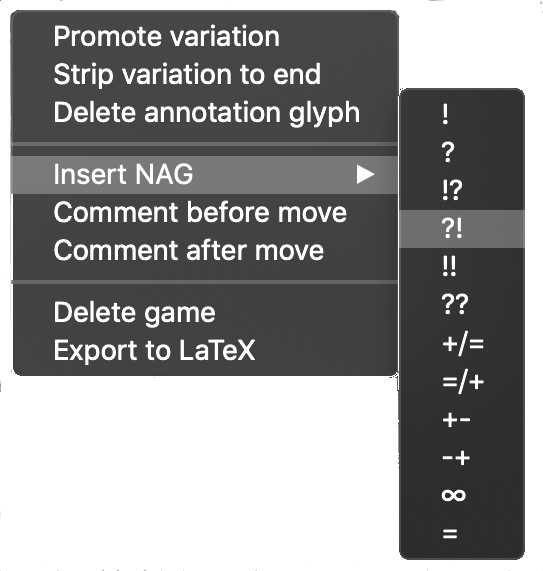 Promote variation
Strip variation to end
Delete annotation glyph
Insert NAG ▶
Comment before move
Comment after move
Delete game
Export to LaTeX
!
?
!?
?!
!!
??
+/=
=/+
+-
-+
∞
=